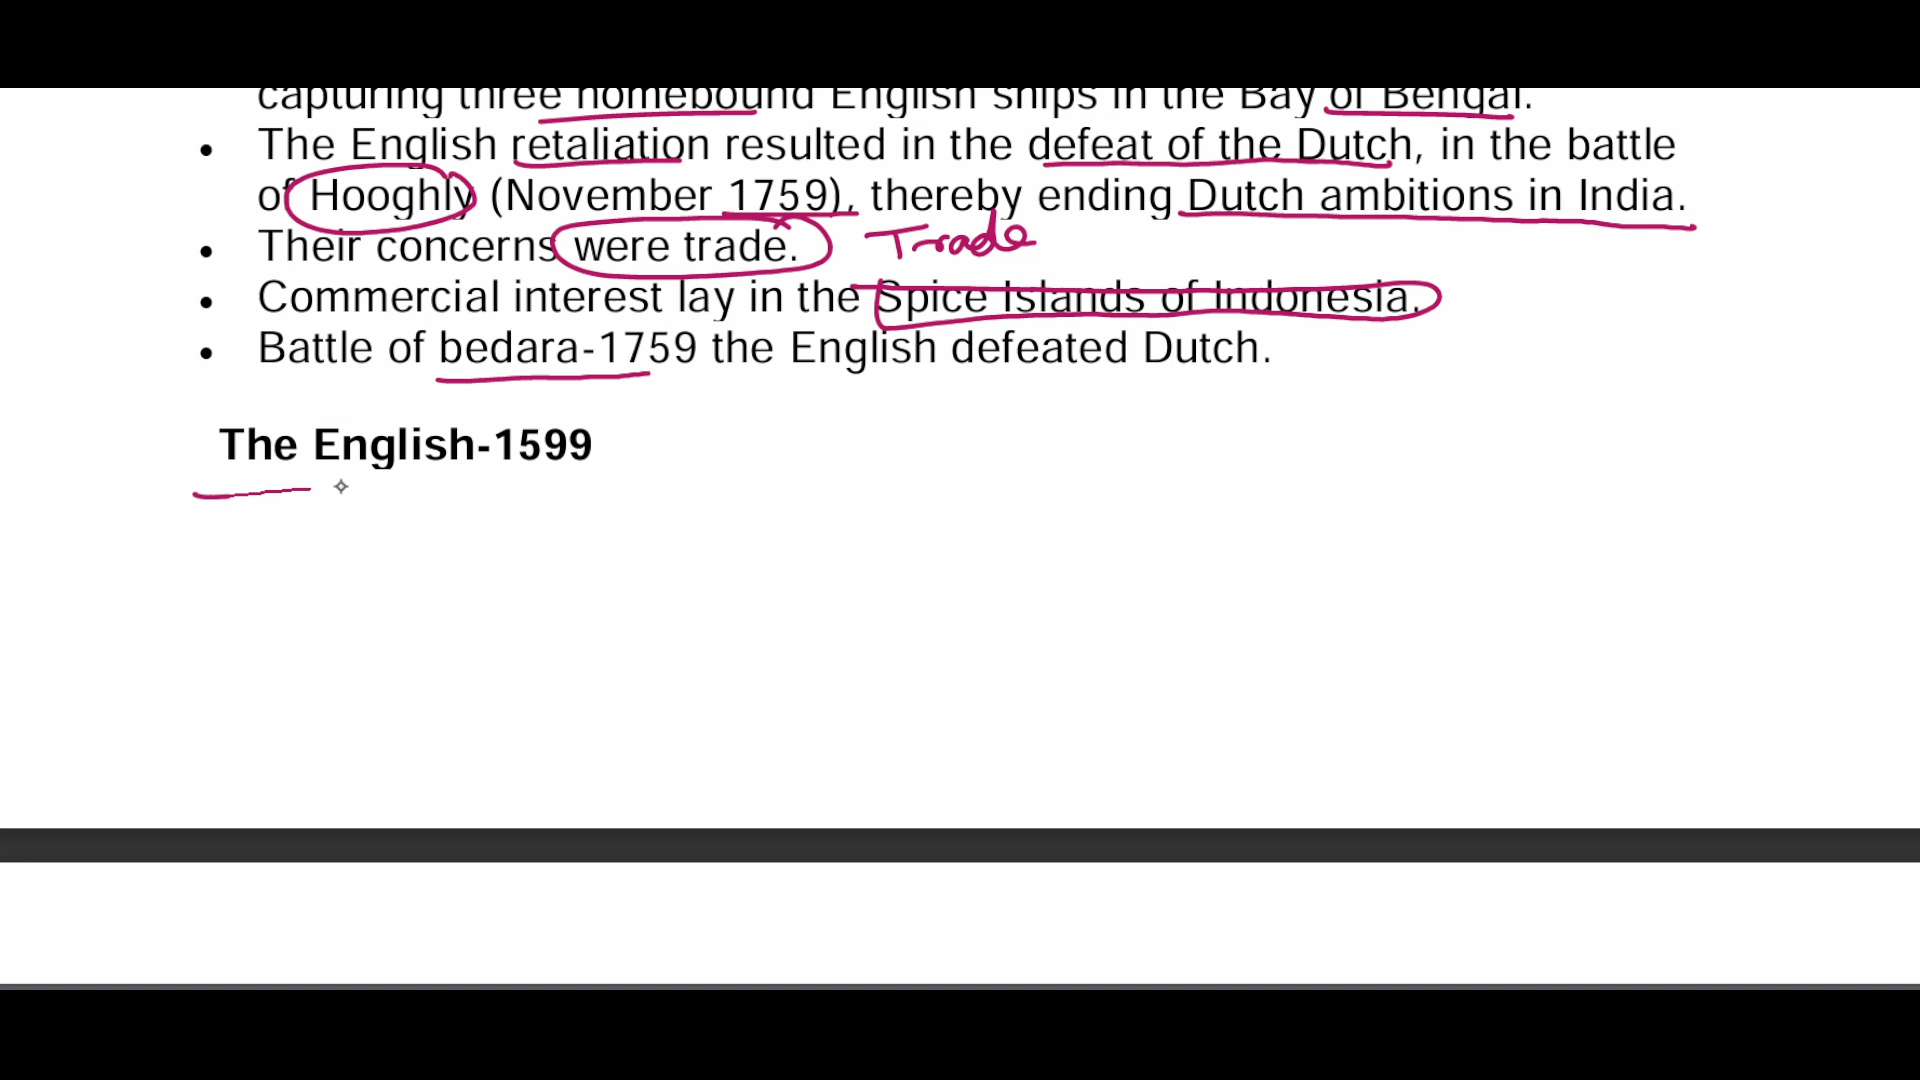 capturing three homebound English ships in the Bay of Bengal.
• The English retaliation resulted in the defeat of the Dutch, in the battle
of Hooghly (November 1759), thereby ending Dutch ambitions in India.
• Their concerns were trade. Trade
• Commercial interest lay in the Spice Islands of Indonesia.
• Battle of bedara-1759 the English defeated Dutch.
The English-1599